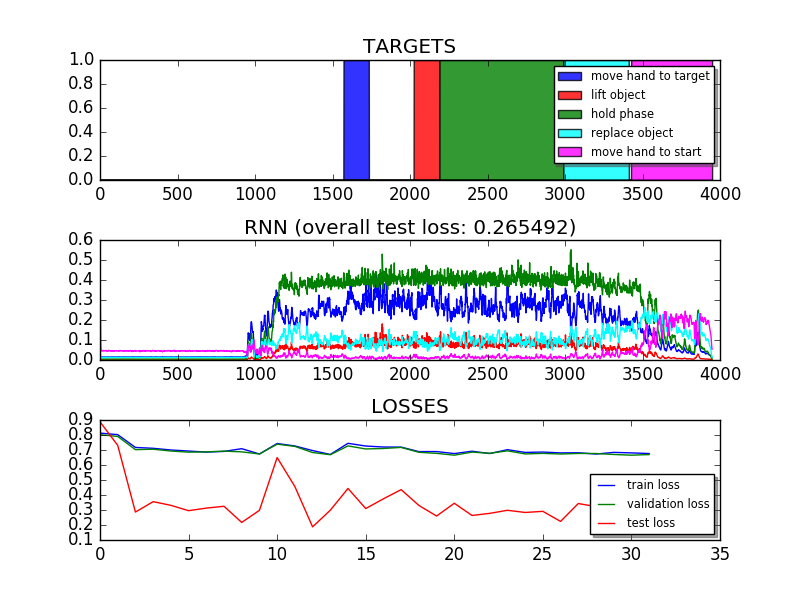 TARGETS
1.0
0.8
0.6
0.4
0.2
0.0
move hand to target
lift object
hold phase
replace object
move hand to start
0 500 1000 1500 2000 2500 3000 3500 4000
RNN (overall test loss: 0.265492)
0.6
0.5
0.4
0.3
0.2
0.1
0.0
0 500 1000 1500 2000 2500 3000 3500 4000
LOSSES
0.9
0.8
0.7
0.6
0.5
0.4
0.3
0.2
0.1
train loss
validation loss
test loss
0 5 10 15 20 25 30 35